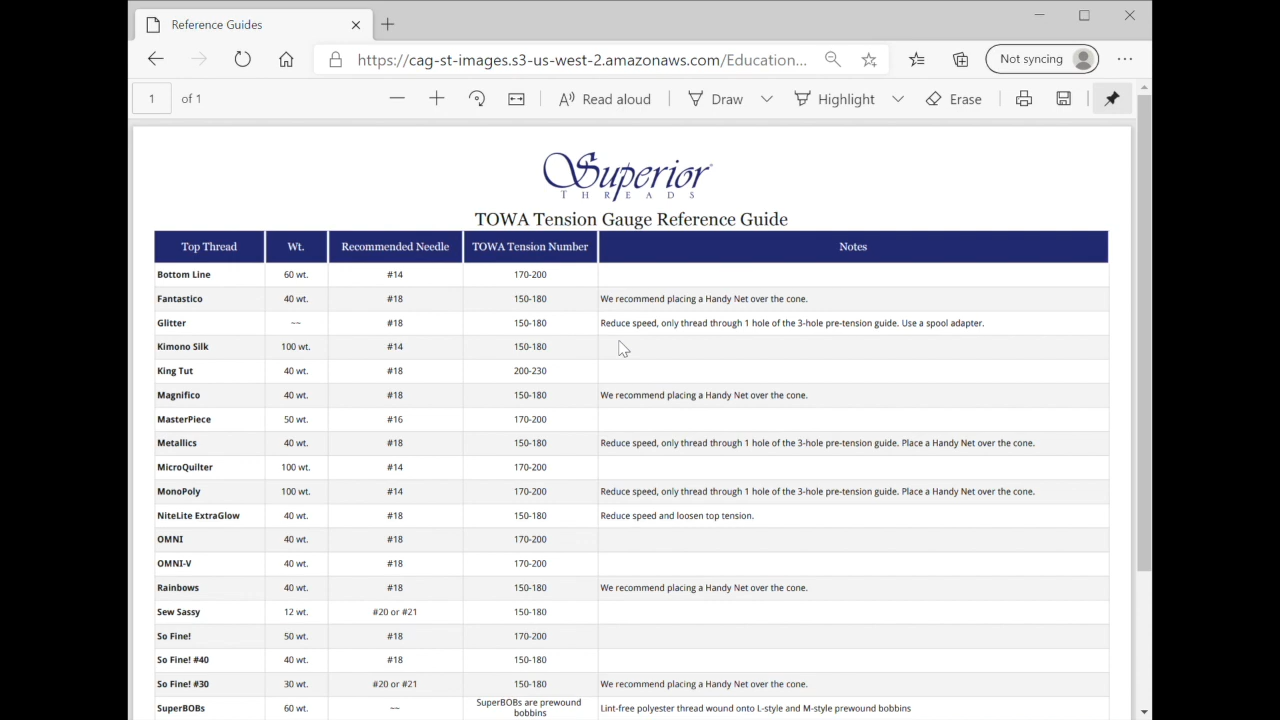 Reference Guides
https://cag-st-images.s3-us-west-2.amazonaws.com/Education...
Not syncing
1 of 1
Read aloud
Draw
Highlight
Erase
Superior
THREADS
TOWA Tension Gauge Reference Guide
Top Thread Wt. Recommended Needle TOWA Tension Number Notes
Bottom Line 60 wt. #14 170-200
Fantastico 40 wt. #18 150-180 We recommend placing a Handy Net over the cone.
Glitter ~~ #18 150-180 Reduce speed, only thread through 1 hole of the 3-hole pre-tension guide. Use a spool adapter.
Kimono Silk 100 wt. #14 150-180
King Tut 40 wt. #18 200-230
Magnifico 40 wt. #18 150-180 We recommend placing a Handy Net over the cone.
MasterPiece 50 wt. #16 170-200
Metallics 40 wt. #18 150-180 Reduce speed, only thread through 1 hole of the 3-hole pre-tension guide. Place a Handy Net over the cone.
MicroQuilter 100 wt. #14 170-200
MonoPoly 100 wt. #14 170-200 Reduce speed, only thread through 1 hole of the 3-hole pre-tension guide. Place a Handy Net over the cone.
NiteLite ExtraGlow 40 wt. #18 150-180 Reduce speed and loosen top tension.
OMNI 40 wt. #18 170-200
OMNI-V 40 wt. #18 170-200
Rainbows 40 wt. #18 150-180 We recommend placing a Handy Net over the cone.
Sew Sassy 12 wt. #20 or #21 150-180
So Fine! 50 wt. #18 170-200
So Fine! #40 40 wt. #18 150-180
So Fine! #30 30 wt. #20 or #21 150-180 We recommend placing a Handy Net over the cone.
SuperBOBs 60 wt. ~~ SuperBOBs are prewound bobbins Lint-free polyester thread wound onto L-style and M-style prewound bobbins